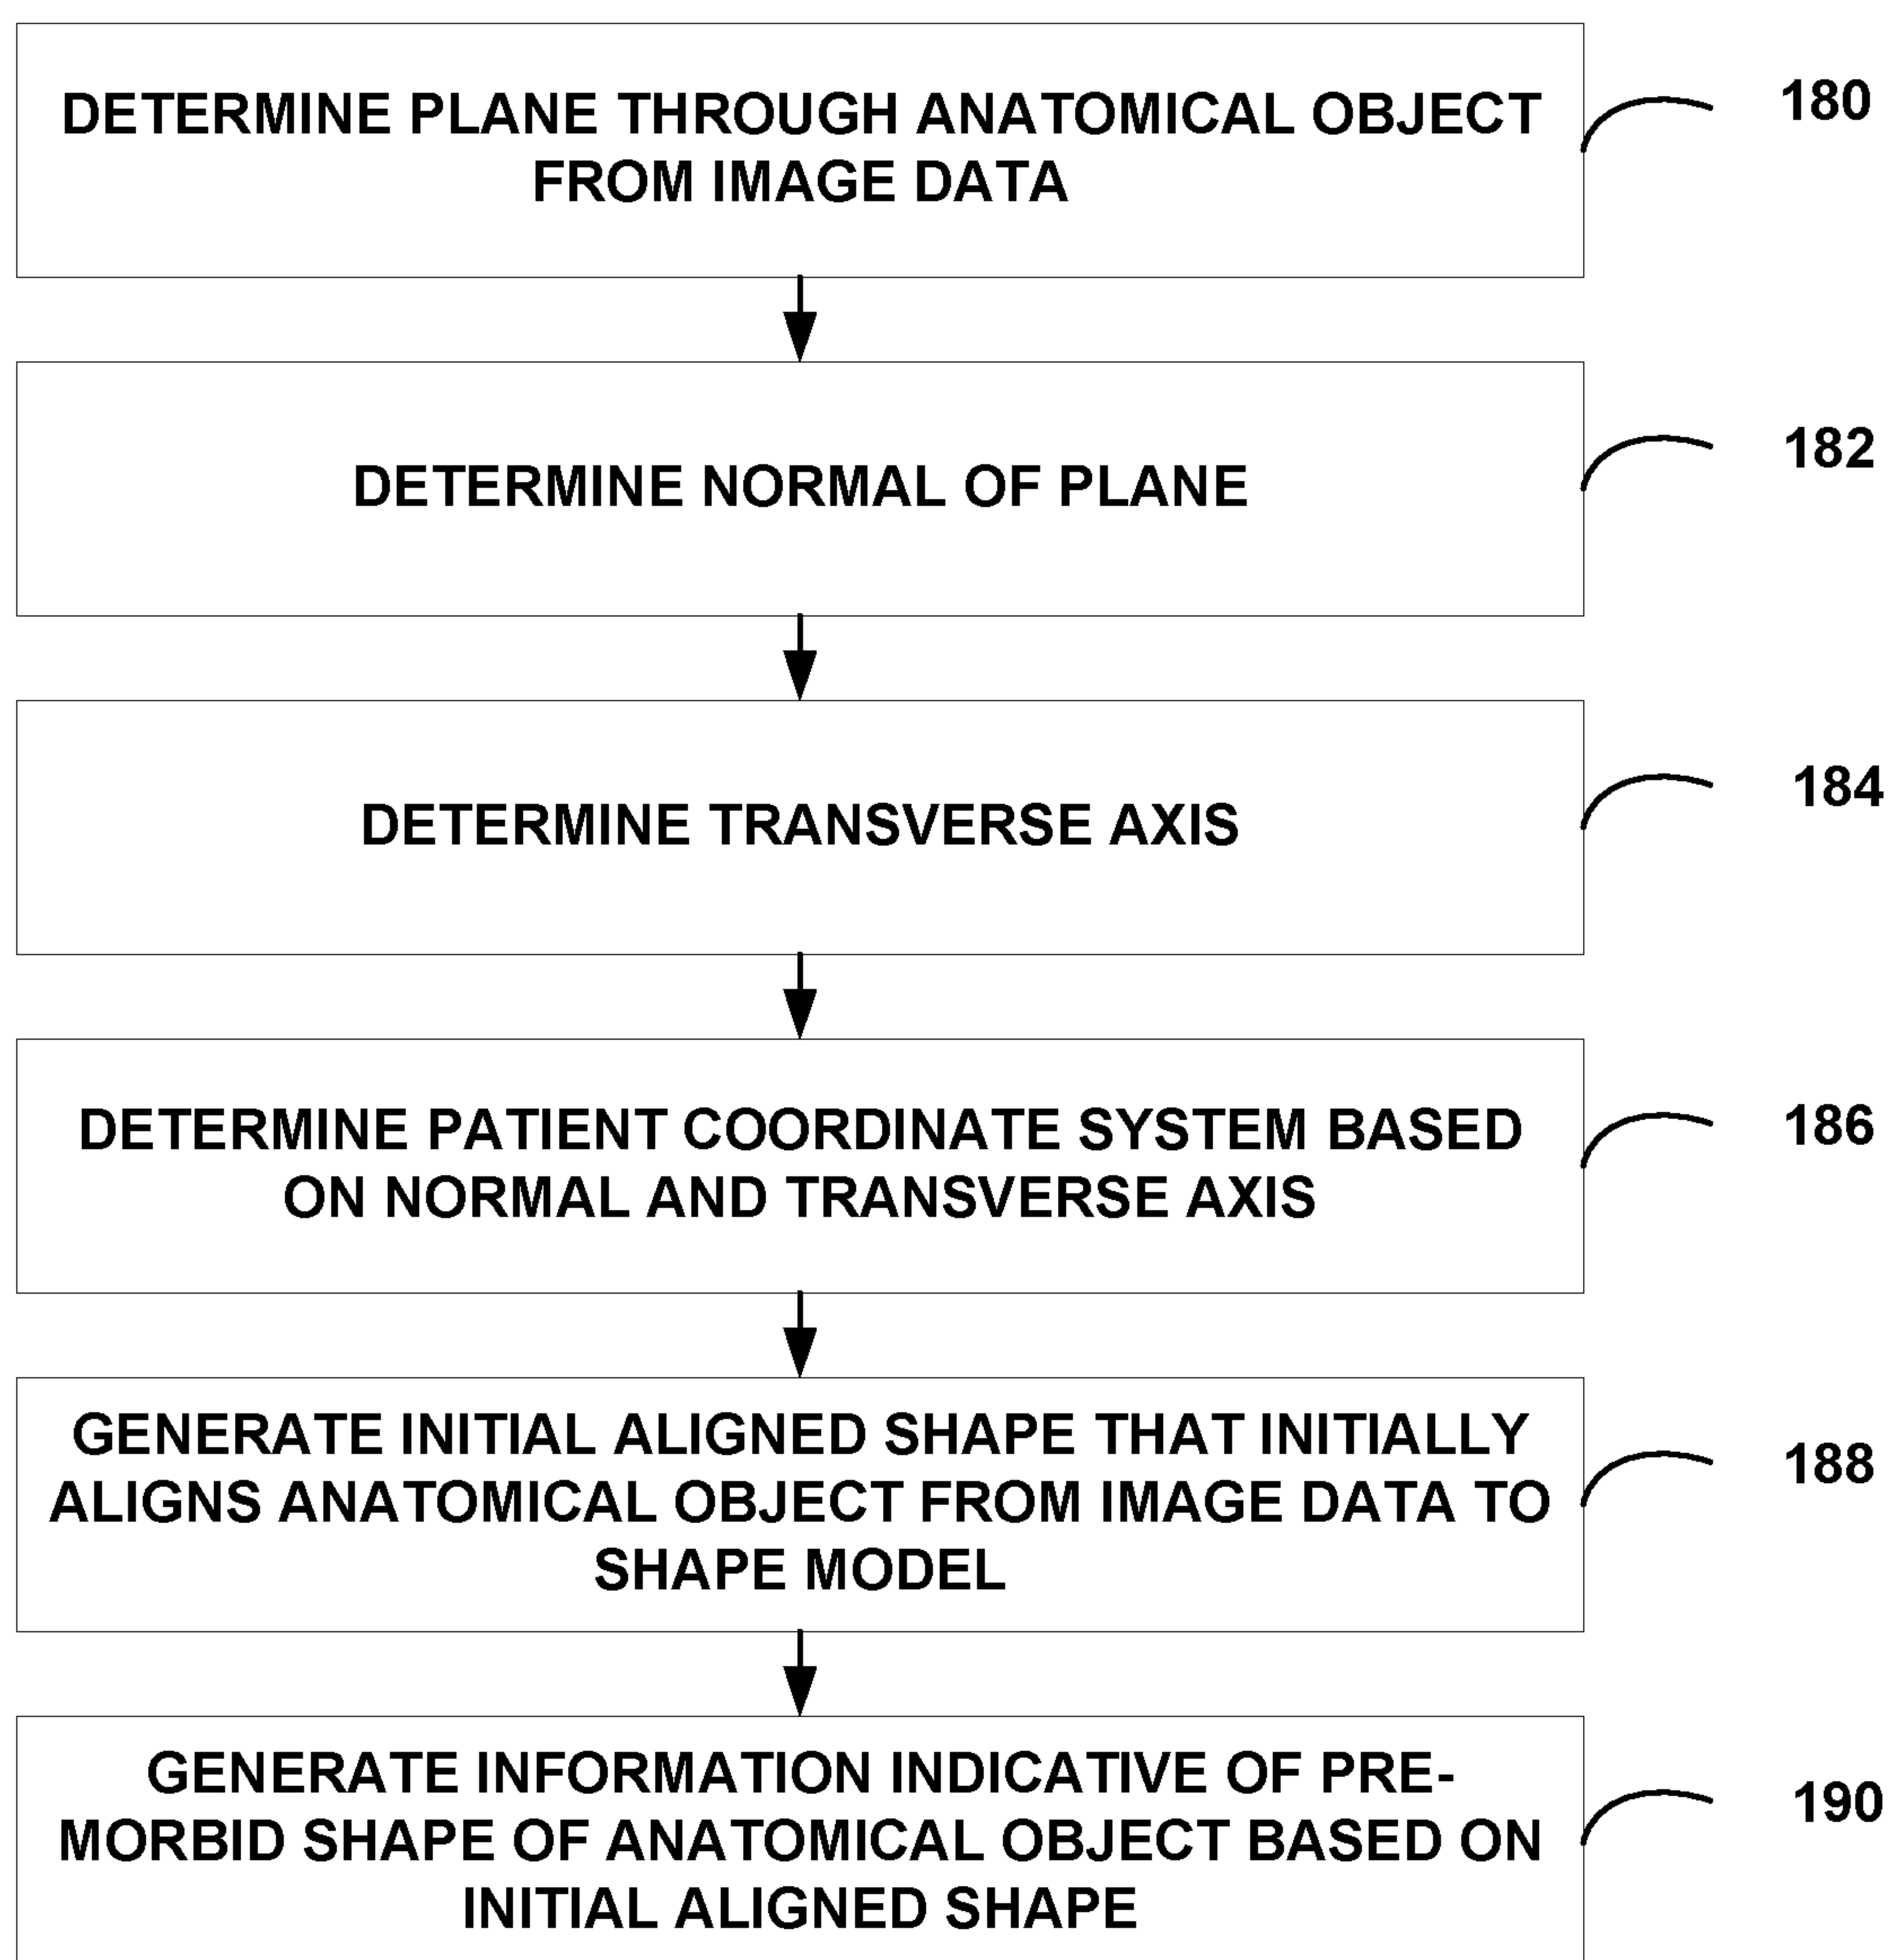 DETERMINE PLANE THROUGH ANATOMICAL OBJECT
FROM IMAGE DATA
180
DETERMINE NORMAL OF PLANE
182
DETERMINE TRANSVERSE AXIS
184
DETERMINE PATIENT COORDINATE SYSTEM BASED
ON NORMAL AND TRANSVERSE AXIS
186
GENERATE INITIAL ALIGNED SHAPE THAT INITIALLY
ALIGNS ANATOMICAL OBJECT FROM IMAGE DATA TO
SHAPE MODEL
188
GENERATE INFORMATION INDICATIVE OF PRE-
MORBID SHAPE OF ANATOMICAL OBJECT BASED ON
INITIAL ALIGNED SHAPE
190